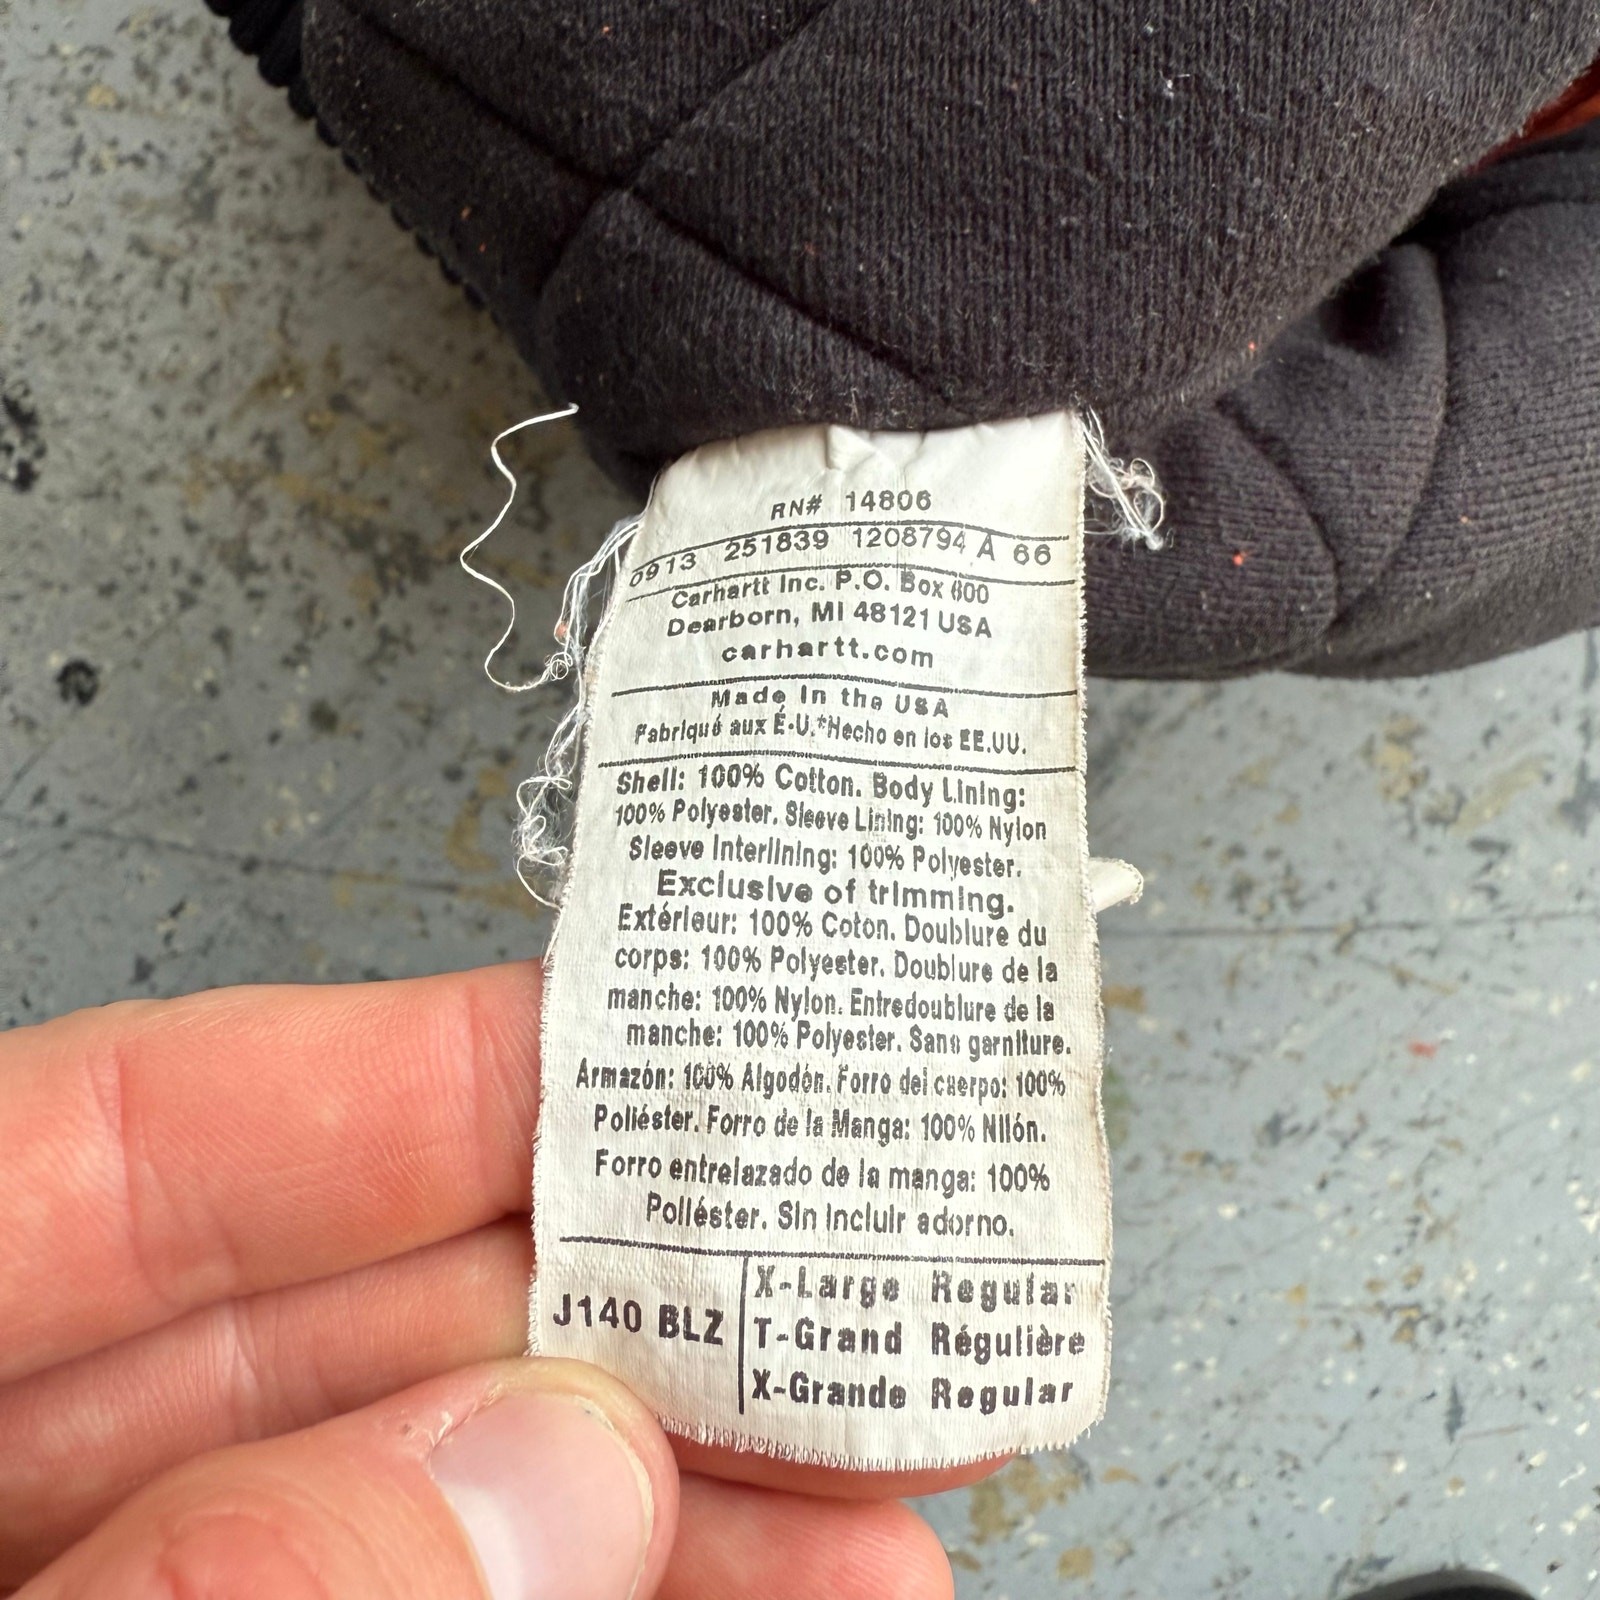 RN# 14806
0913 251839 1208794 A 66
Carhartt Inc. P.O. Box 600
Dearborn, MI 48121 USA
carhartt.com
Made in the USA
Fabriqué aux É-U.*Hecho en los EE.UU.
Shell: 100% Cotton. Body Lining:
100% Polyester. Sleeve Lining: 100% Nylon
Sleeve Interlining: 100% Polyester.
Exclusive of trimming.
Extérieur: 100% Coton. Doublure du
corps: 100% Polyester. Doublure de la
manche: 100% Nylon. Entredoublure de la
manche: 100% Polyester. Sans garniture.
Armazón: 100% Algodón. Forro del cuerpo: 100%
Poliéster. Forro de la Manga: 100% Nilón.
Forro entrelazado de la manga: 100%
Poliéster. Sin incluir adorno.
J140 BLZ
X-Large Regular
T-Grand Régulière
X-Grande Regular